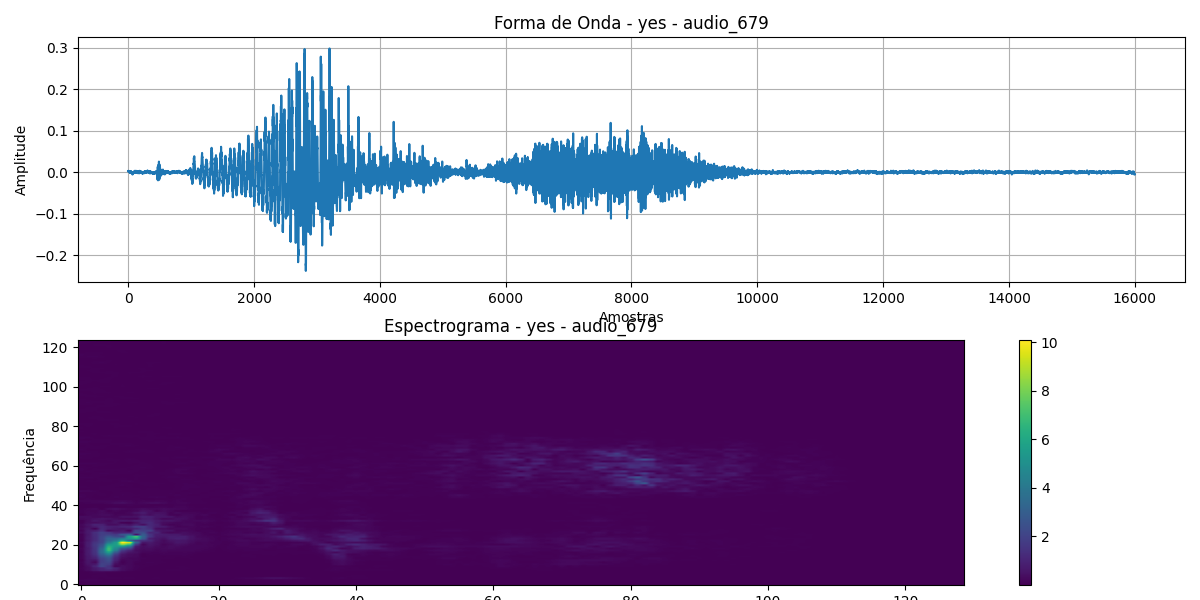 Forma de Onda - yes - audio_679
0.3
0.2
0.1
0.0
−0.1
−0.2
Amplitude
0 2000 4000 6000 8000 10000 12000 14000 16000
Amostras
Espectrograma - yes - audio_679
120
100
80
60
40
20
0
Frequência
0 20 40 60 80 100 120
10
8
6
4
2